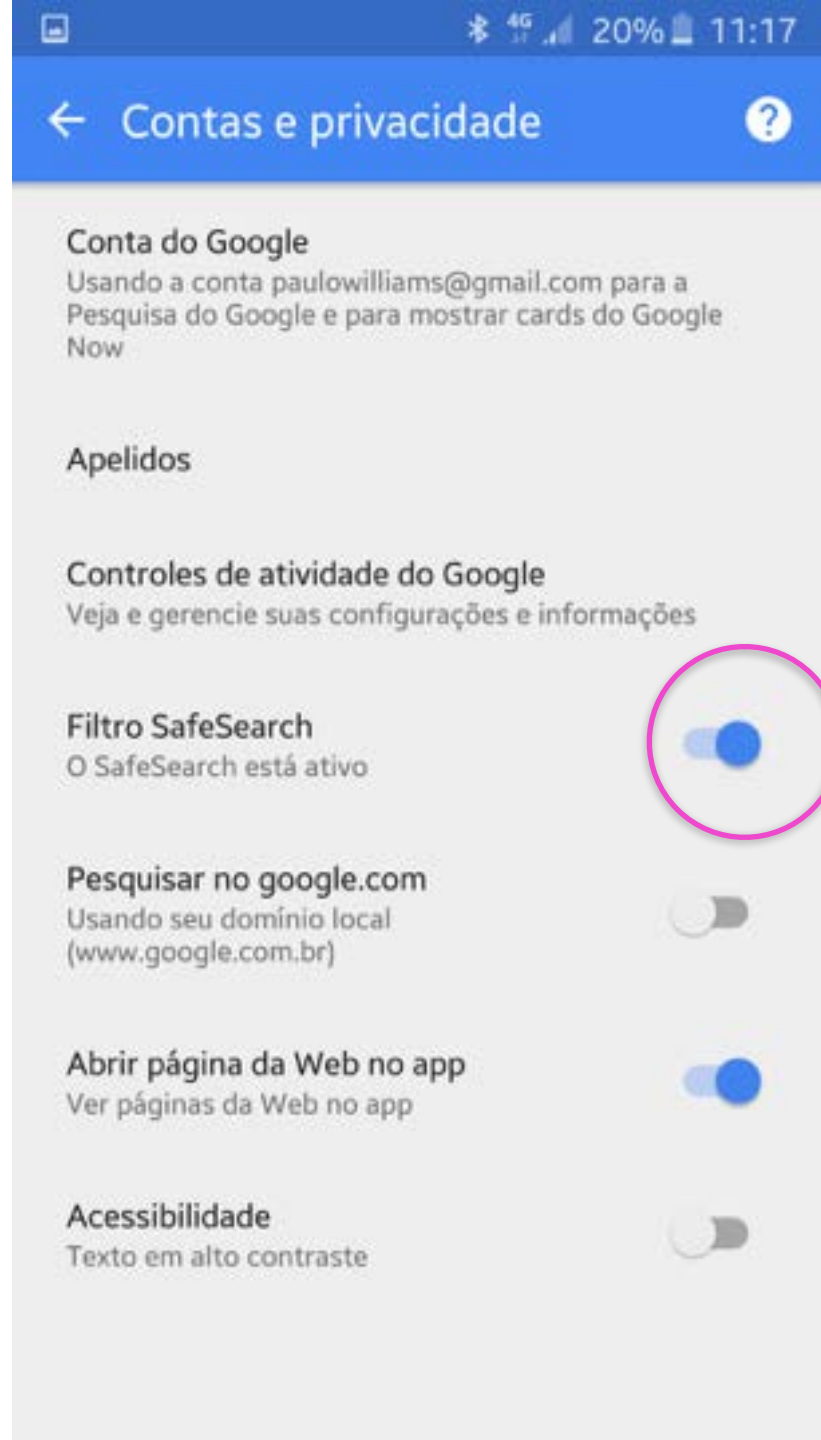 4G 20% 11:17
Contas e privacidade
?
Conta do Google
Usando a conta paulowilliams@gmail.com para a
Pesquisa do Google e para mostrar cards do Google
Now
Apelidos
Controles de atividade do Google
Veja e gerencie suas configurações e informações
Filtro SafeSearch
O SafeSearch está ativo
Pesquisar no google.com
Usando seu domínio local
(www.google.com.br)
Abrir página da Web no app
Ver páginas da Web no app
Acessibilidade
Texto em alto contraste